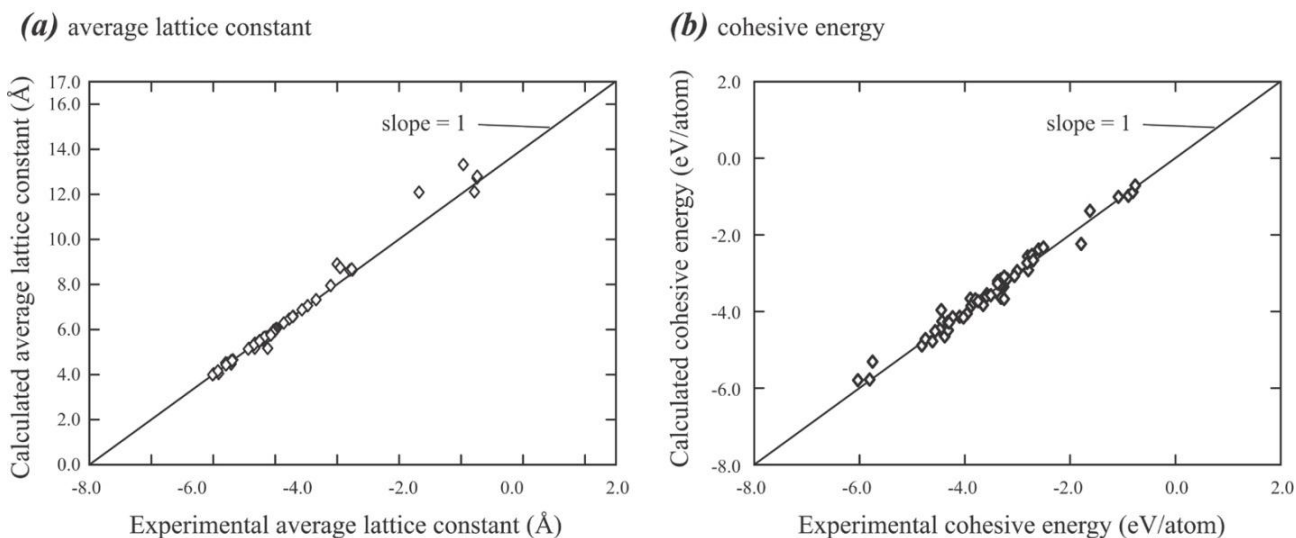 (a) average lattice constant
Calculated average lattice constant (Å)
17.0
14.0
12.0
10.0
8.0
6.0
4.0
2.0
0.0
slope = 1
-8.0 -6.0 -4.0 -2.0 0.0 2.0
Experimental average lattice constant (Å)
(b) cohesive energy
Calculated cohesive energy (eV/atom)
2.0
0.0
-2.0
-4.0
-6.0
-8.0
slope = 1
-8.0 -6.0 -4.0 -2.0 0.0 2.0
Experimental cohesive energy (eV/atom)